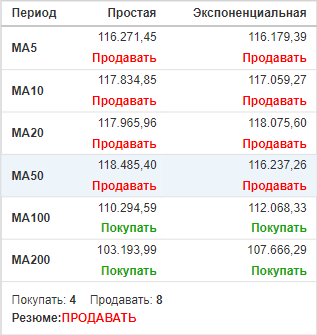 Период Простая Экспоненциальная
MA5 116.271,45 116.179,39
Продавать Продавать
MA10 117.834,85 117.059,27
Продавать Продавать
MA20 117.965,96 118.075,60
Продавать Продавать
MA50 118.485,40 116.237,26
Продавать Продавать
MA100 110.294,59 112.068,33
Покупать Покупать
MA200 103.193,99 107.666,29
Покупать Покупать
Покупать: 4 Продавать: 8
Резюме:ПРОДАВАТЬ